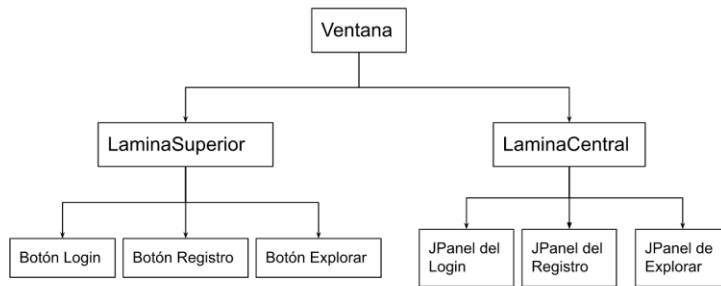 Ventana
LaminaSuperior
LaminaCentral
Botón Login
Botón Registro
Botón Explorar
JPanel del
Login
JPanel del
Registro
JPanel de
Explorar